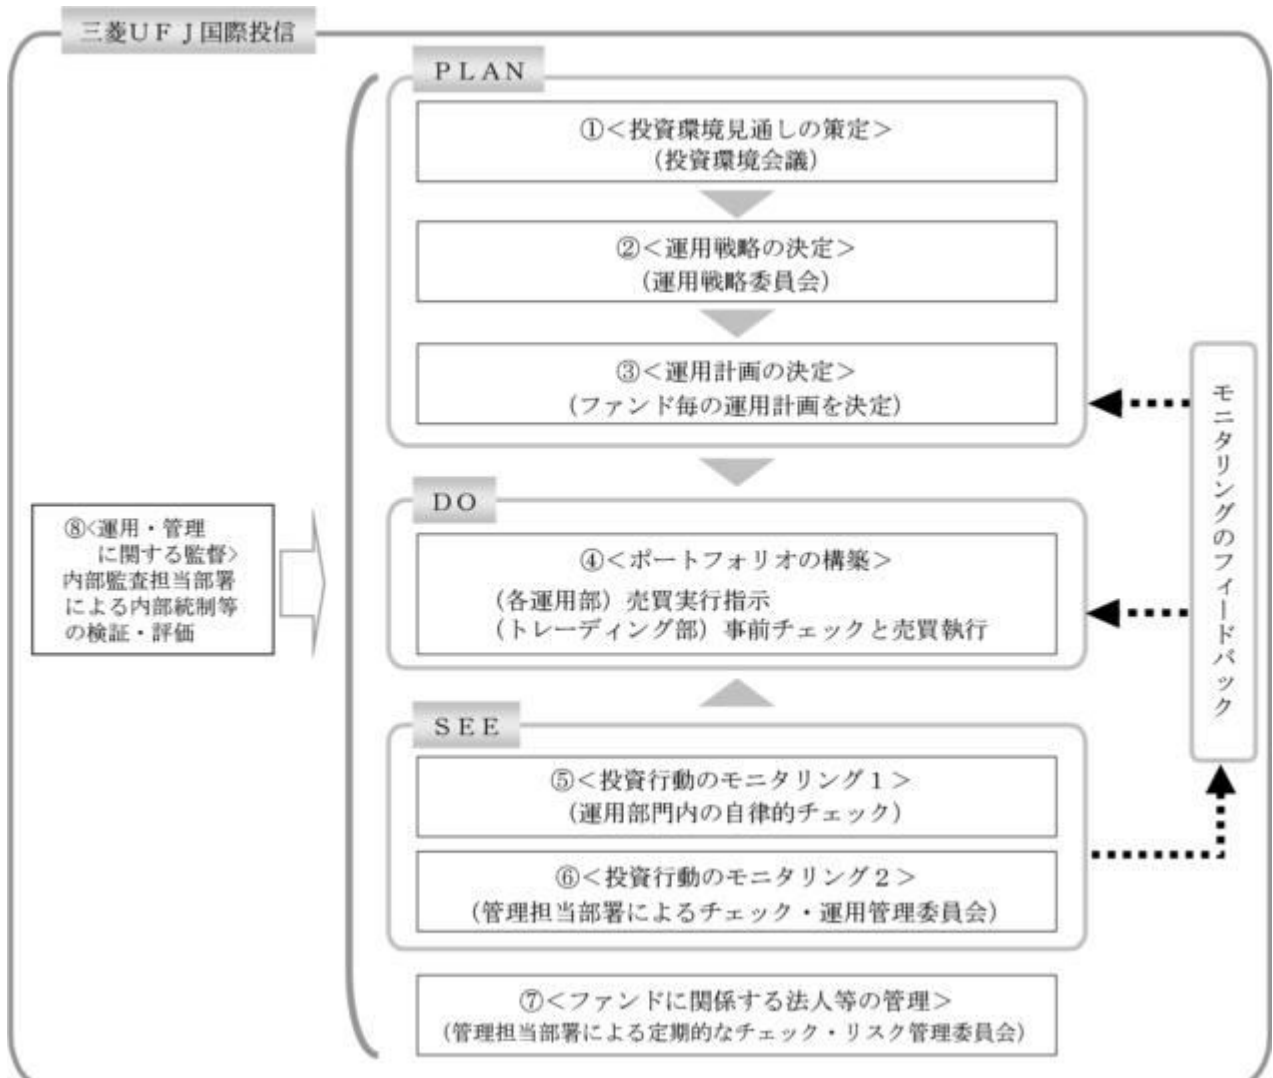 三菱UFJ国際投信
PLAN
①<投資環境見通しの策定>
(投資環境会議)
②<運用戦略の決定>
(運用戦略委員会)
③<運用計画の決定>
(ファンド毎の運用計画を決定)
DO
④<ポートフォリオの構築>
(各運用部)売買実行指示
(トレーディング部)事前チェックと売買執行
SEE
⑤<投資行動のモニタリング1>
(運用部門内の自律的チェック)
⑥<投資行動のモニタリング2>
(管理担当部署によるチェック・運用管理委員会)
⑦<ファンドに関係する法人等の管理>
(管理担当部署による定期的なチェック・リスク管理委員会)
⑧<運用・管理
に関する監督>
内部監査担当部署
による内部統制等
の検証・評価
モニタリングのフィードバック